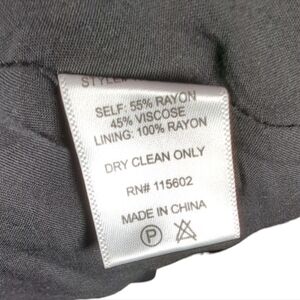 SELF: 55% RAYON
45% VISCOSE
LINING: 100% RAYON
DRY CLEAN ONLY
RN# 115602
MADE IN CHINA
P